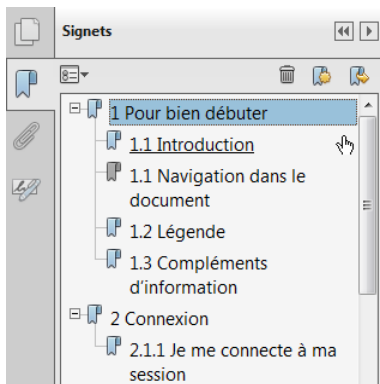 Signets
1 Pour bien débuter
1.1 Introduction
1.1 Navigation dans le
document
1.2 Légende
1.3 Compléments
d'information
2 Connexion
2.1.1 Je me connecte à ma
session